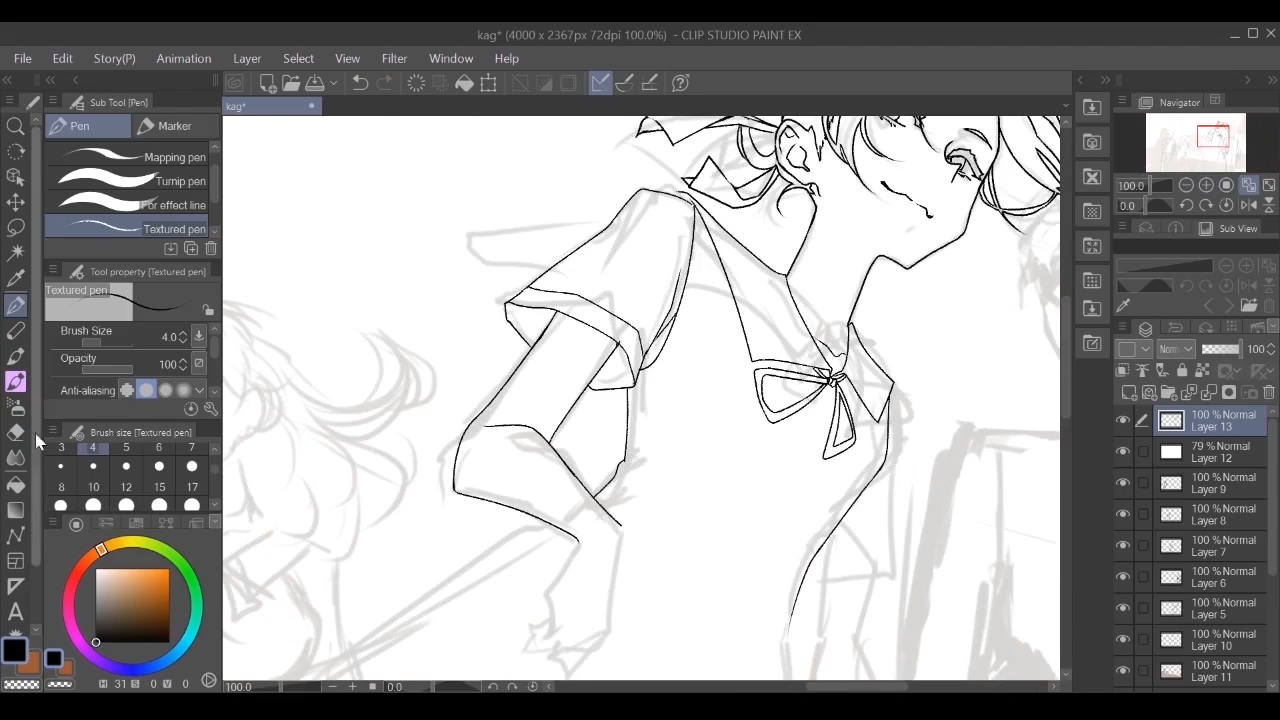 kag* (4000 x 2367px 72dpi 100.0%) - CLIP STUDIO PAINT EX
File Edit Story(P) Animation Layer Select View Filter Window Help
Sub Tool [Pen]
kag*
Navigator
Pen Marker
Mapping pen
Turnip pen
For effect line
Textured pen
100.0
0.0
Sub View
Tool property [Textured pen]
Textured pen
Brush Size 4.0
Opacity 100
Anti-aliasing
Norm 100
Brush size [Textured pen]
3 4 5 6 7
8 10 12 15 17
100 %Normal
Layer 13
79 %Normal
Layer 12
100 %Normal
Layer 9
100 %Normal
Layer 8
100 %Normal
Layer 7
100 %Normal
Layer 6
100 %Normal
Layer 5
100 %Normal
Layer 10
100 %Normal
Layer 11
A
H 31 S 0 V 0
100.0 0.0